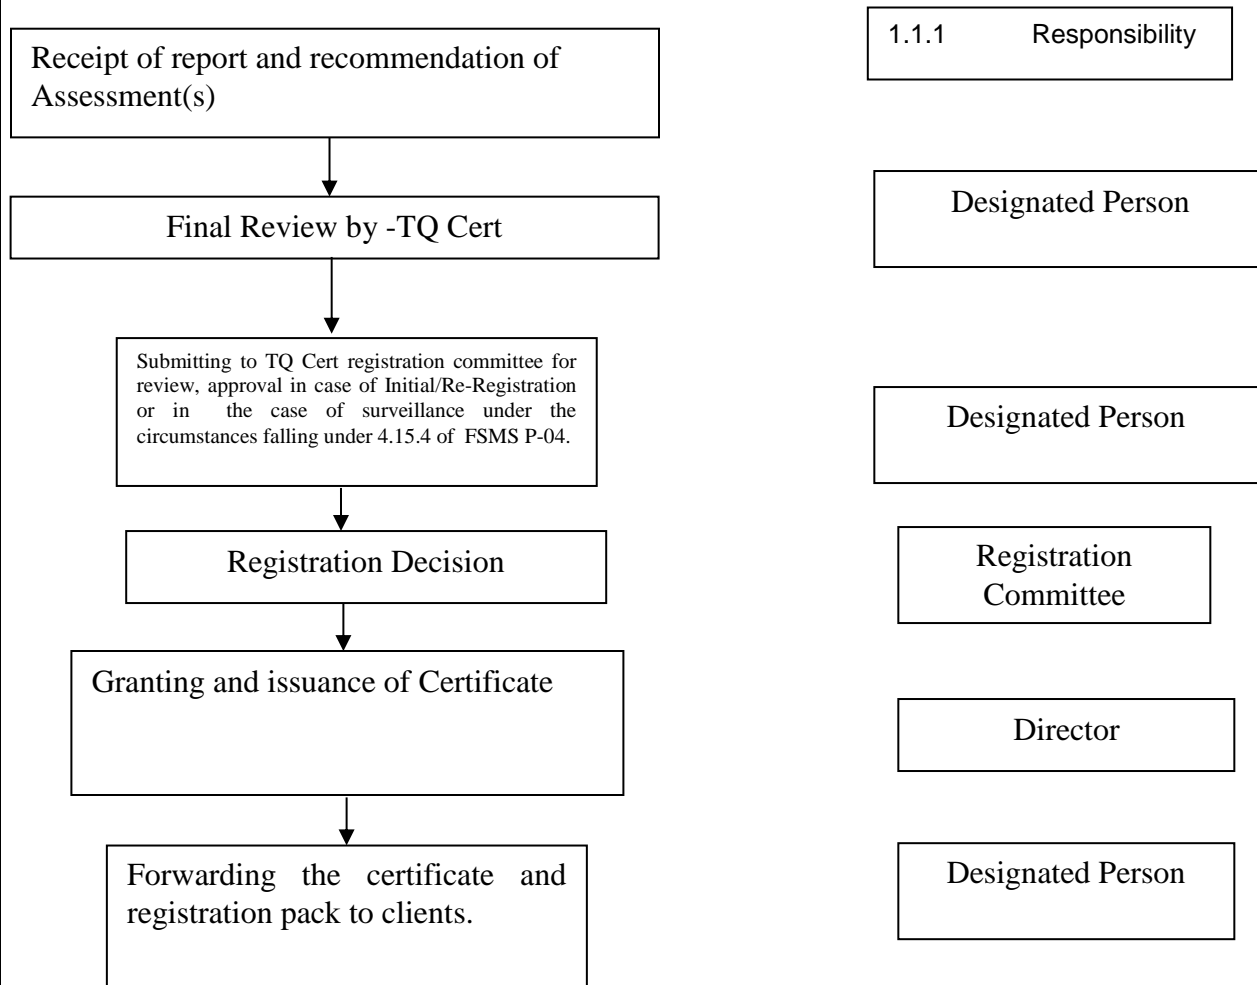 Receipt of report and recommendation of
Assessment(s)
1.1.1 Responsibility
Final Review by -TQ Cert
Designated Person
Submitting to TQ Cert registration committee for
review, approval in case of Initial/Re-Registration
or in the case of surveillance under the
circumstances falling under 4.15.4 of FSMS P-04.
Designated Person
Registration Decision
Registration
Committee
Granting and issuance of Certificate
Director
Forwarding the certificate and
registration pack to clients.
Designated Person